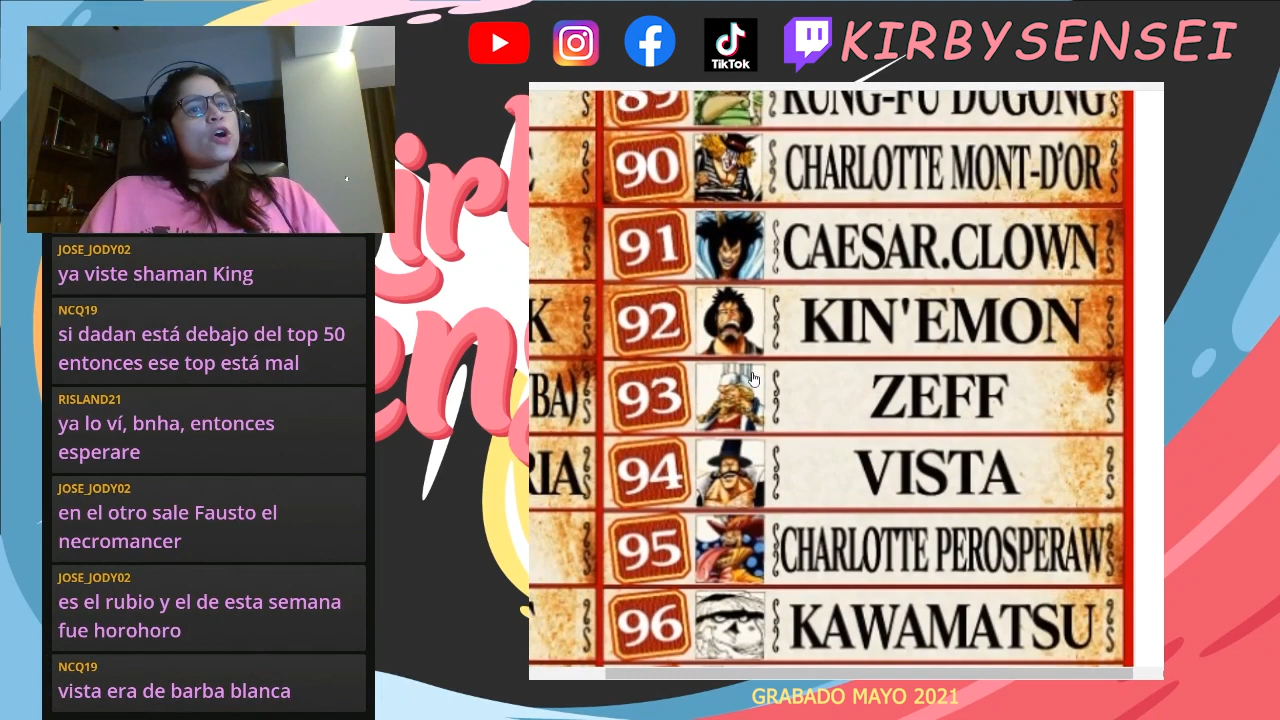 TikTok
KIRBYSENSEI
JOSE_JODY02
ya viste shaman King
NCQ19
si dadan está debajo del top 50
entonces ese top está mal
RISLAND21
ya lo ví, bnha, entonces
esperare
JOSE_JODY02
en el otro sale Fausto el
necromancer
JOSE_JODY02
es el rubio y el de esta semana
fue horohoro
NCQ19
vista era de barba blanca
89 KUNG-FU DUGONG
90 CHARLOTTE MONT-D'OR
91 CAESAR.CLOWN
K 92 KIN'EMON
BA) 93 ZEFF
RIA 94 VISTA
95 CHARLOTTE PEROSPERAW
96 KAWAMATSU
GRABADO MAYO 2021